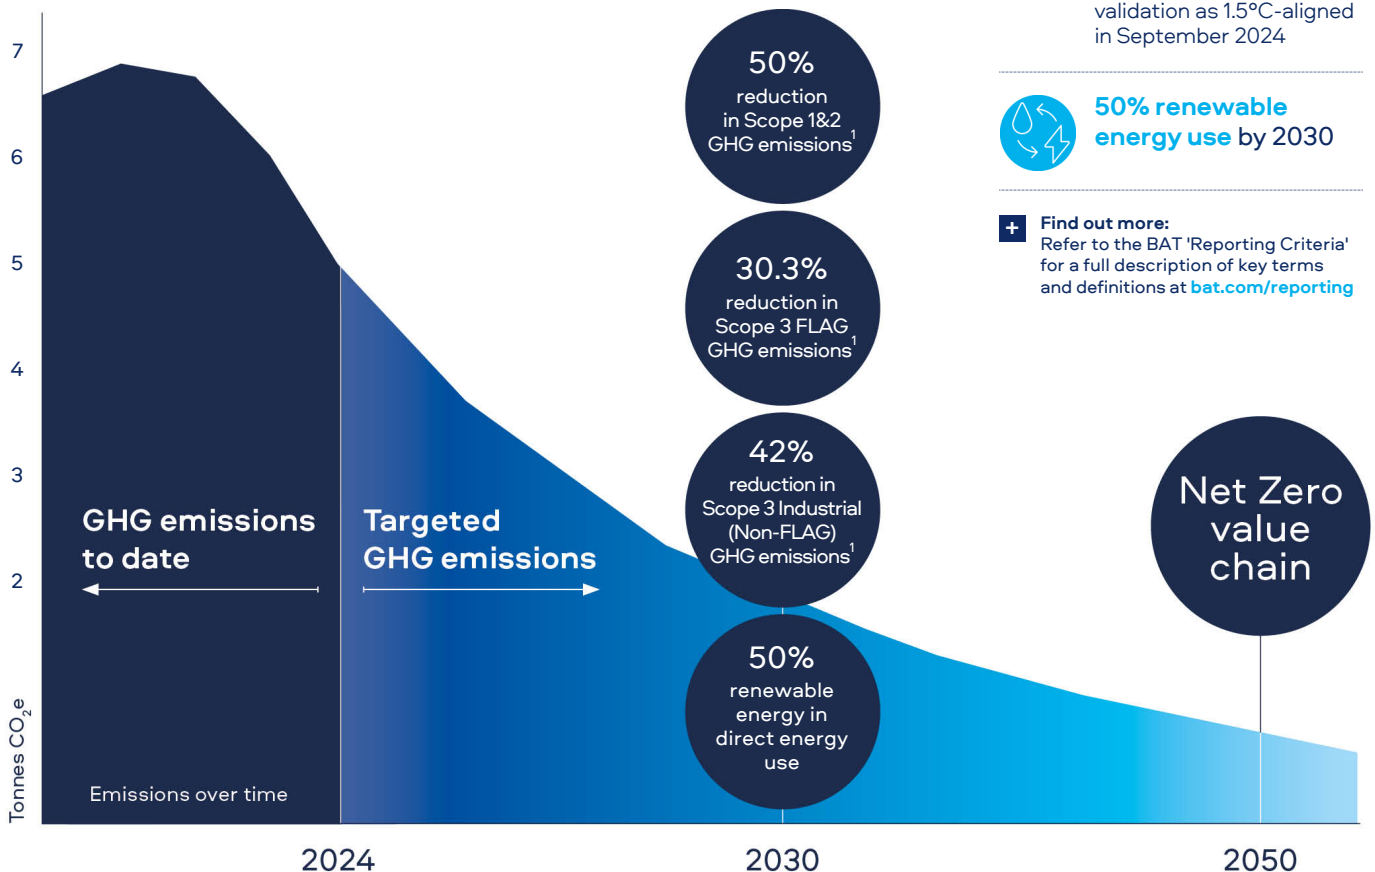 7
6
5
4
3
2
Tonnes CO₂e
GHG emissions
to date
Emissions over time
Targeted
GHG emissions
50%
reduction
in Scope 1&2
GHG emissions¹
30.3%
reduction in
Scope 3 FLAG
GHG emissions¹
42%
reduction in
Scope 3 Industrial
(Non-FLAG)
GHG emissions¹
50%
renewable
energy in
direct energy
use
Net Zero
value
chain
2024
2030
2050
validation as 1.5°C-aligned
in September 2024
50% renewable
energy use by 2030
+
Find out more:
Refer to the BAT 'Reporting Criteria'
for a full description of key terms
and definitions at bat.com/reporting